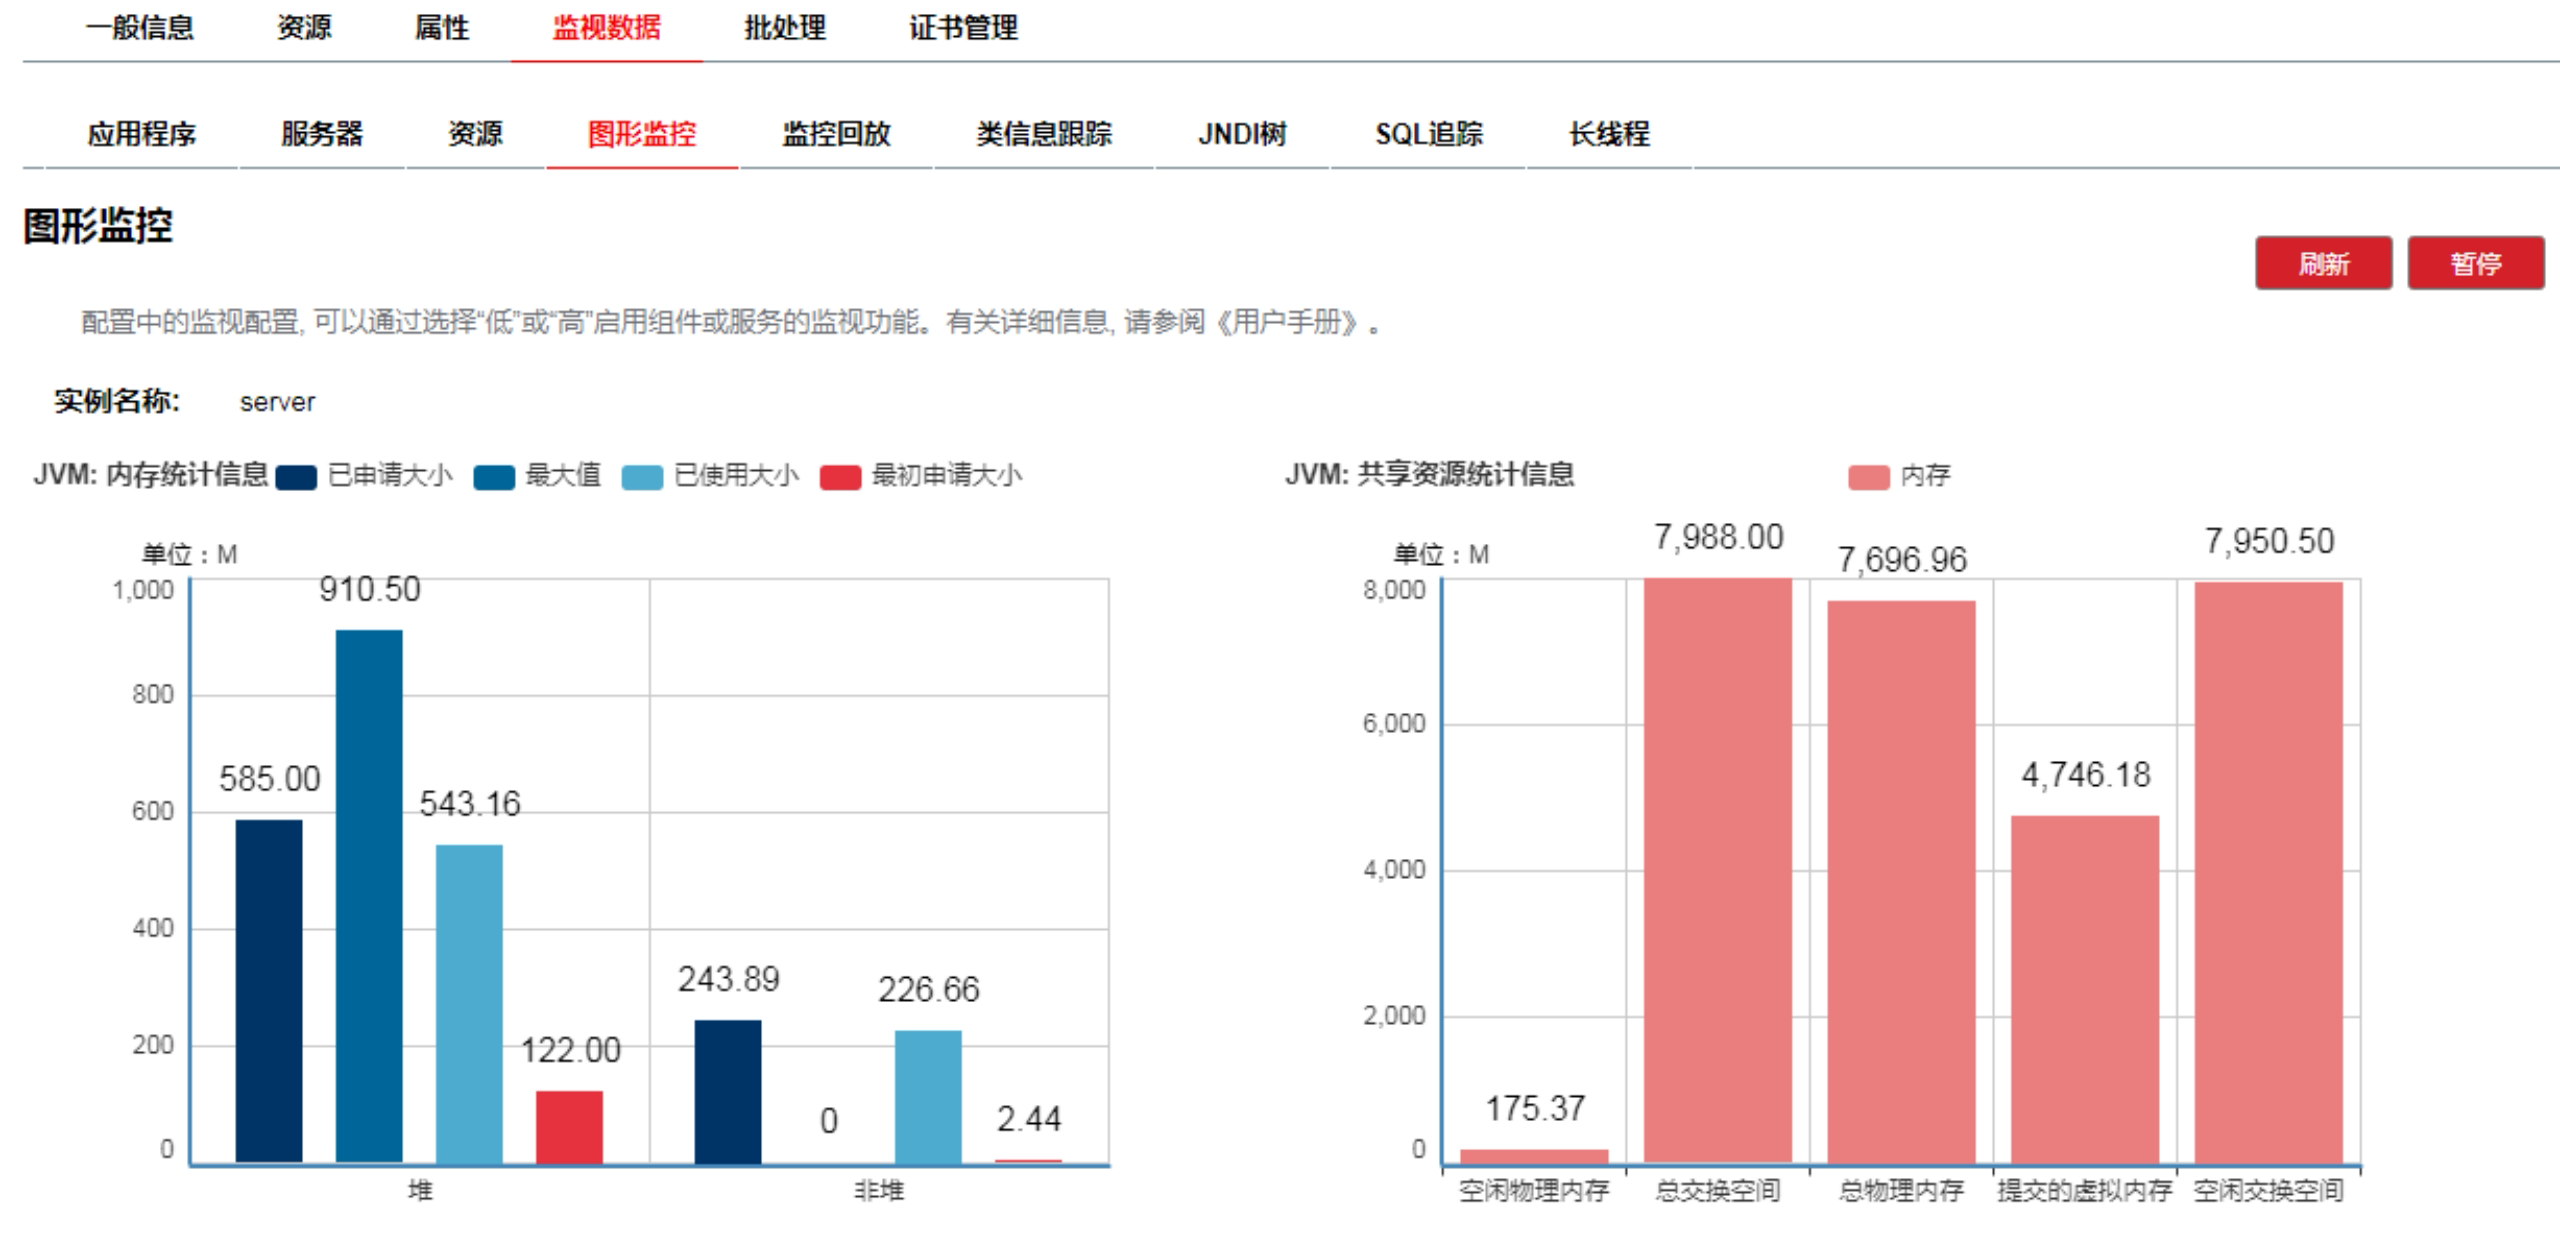 一般信息 资源 属性 监视数据 批处理 证书管理
应用程序 服务器 资源 图形监控 监控回放 类信息跟踪 JNDI树 SQL追踪 长线程
图形监控
刷新 暂停
配置中的监视配置, 可以通过选择“低”或“高”启用组件或服务的监视功能。有关详细信息, 请参阅《用户手册》。
实例名称: server
JVM: 内存统计信息 已申请大小 最大值 已使用大小 最初申请大小
单位：M
1,000
800
600
400
200
0
585.00
910.50
543.16
122.00
243.89
0
226.66
2.44
堆 非堆
JVM: 共享资源统计信息 内存
单位：M
8,000
6,000
4,000
2,000
0
175.37
7,988.00
7,696.96
4,746.18
7,950.50
空闲物理内存 总交换空间 总物理内存 提交的虚拟内存 空闲交换空间